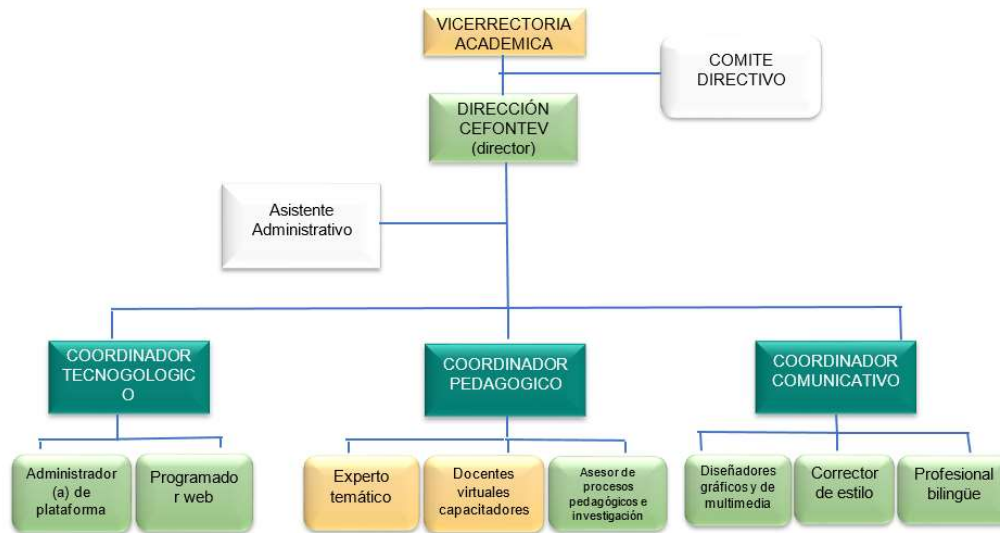 VICERRECTORIA
ACADEMICA
COMITE
DIRECTIVO
DIRECCIÓN
CEFONTEV
(director)
Asistente
Administrativo
COORDINADOR
TECNOGOLOGIC
O
COORDINADOR
PEDAGOGICO
COORDINADOR
COMUNICATIVO
Administrador
(a) de
plataforma
Programado
r web
Experto
temático
Docentes
virtuales
capacitadores
Asesor de
procesos
pedagógicos e
investigación
Diseñadores
gráficos y de
multimedia
Corrector
de estilo
Profesional
bilingüe